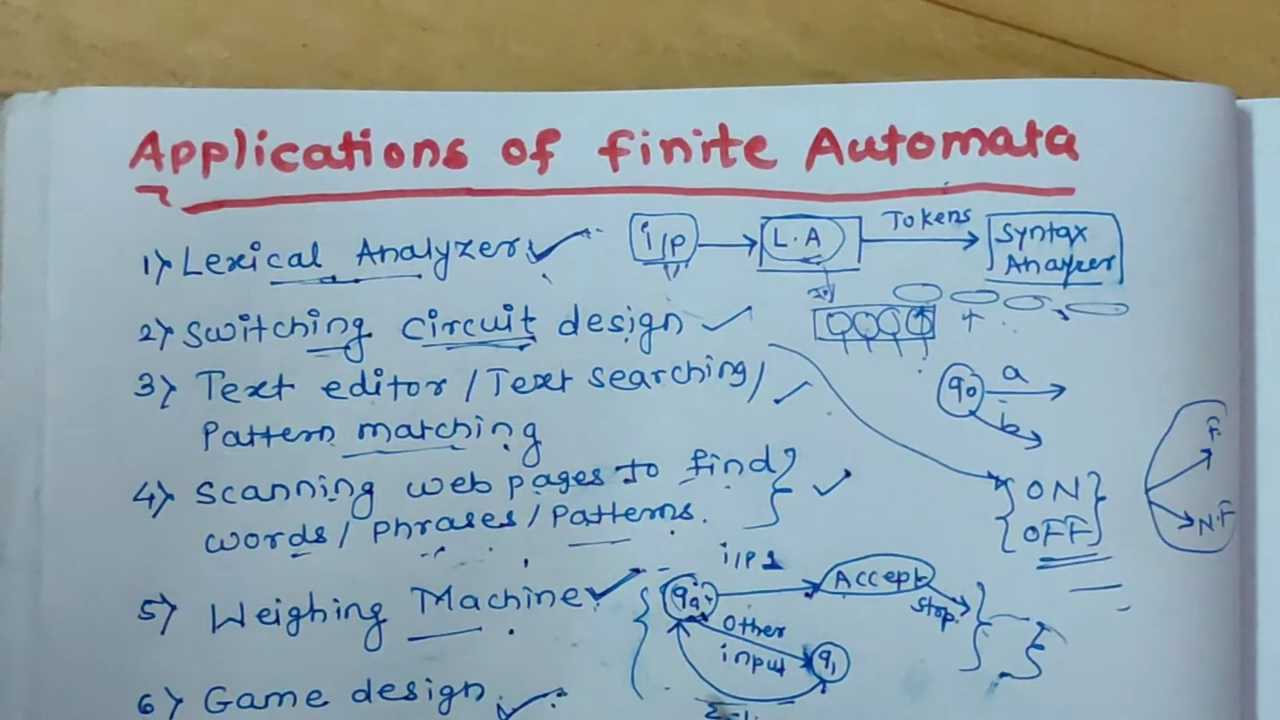 Applications of finite Automata
1) Lexical Analyzer
i/p L.A Tokens Syntax Analyzer
2) Switching circuit design
3) Text editor / Text searching /
Pattern matching
q0 a
b
4) Scanning web pages to find
words / Phrases / Patterns.
ON
OFF
F
N.F
5) Weighing Machine
i/p 1
Accept
Stop
Other
input
q1
6) Game design